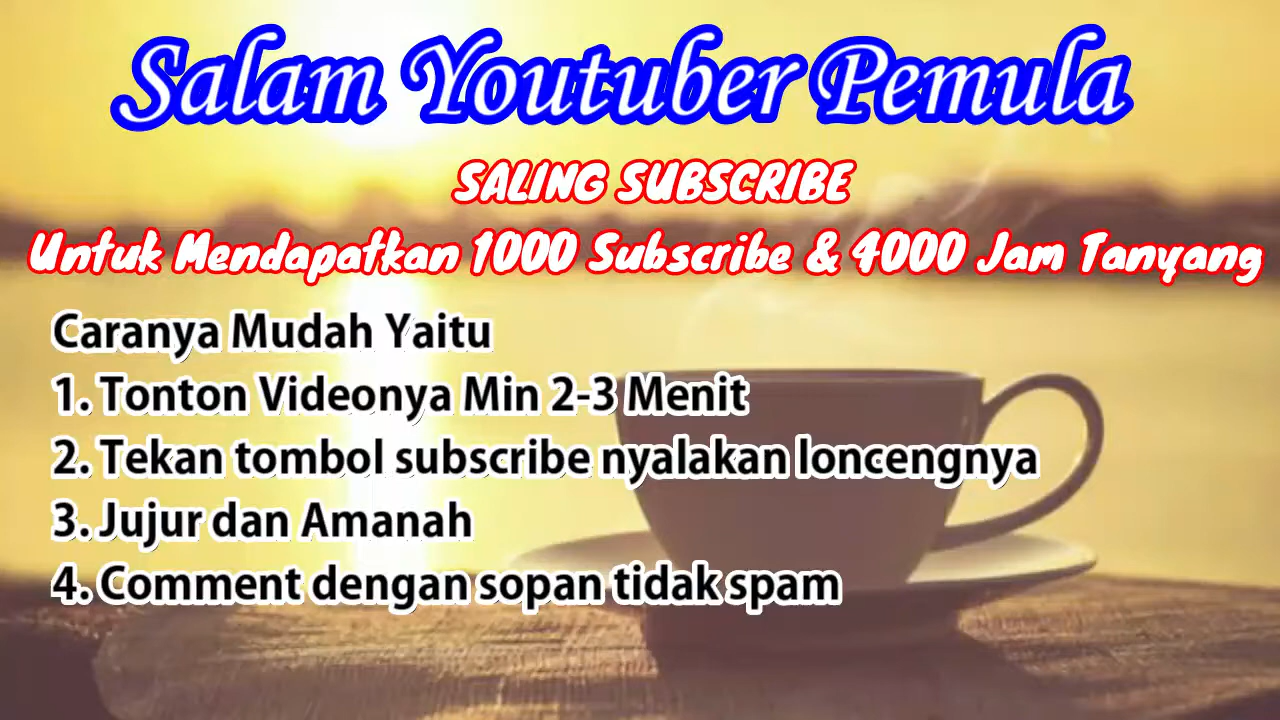 Salam Youtuber Pemula
SALING SUBSCRIBE
Untuk Mendapatkan 1000 Subscribe & 4000 Jam Tanyang
Caranya Mudah Yaitu
1. Tonton Videonya Min 2-3 Menit
2. Tekan tombol subscribe nyalakan loncengnya
3. Jujur dan Amanah
4. Comment dengan sopan tidak spam